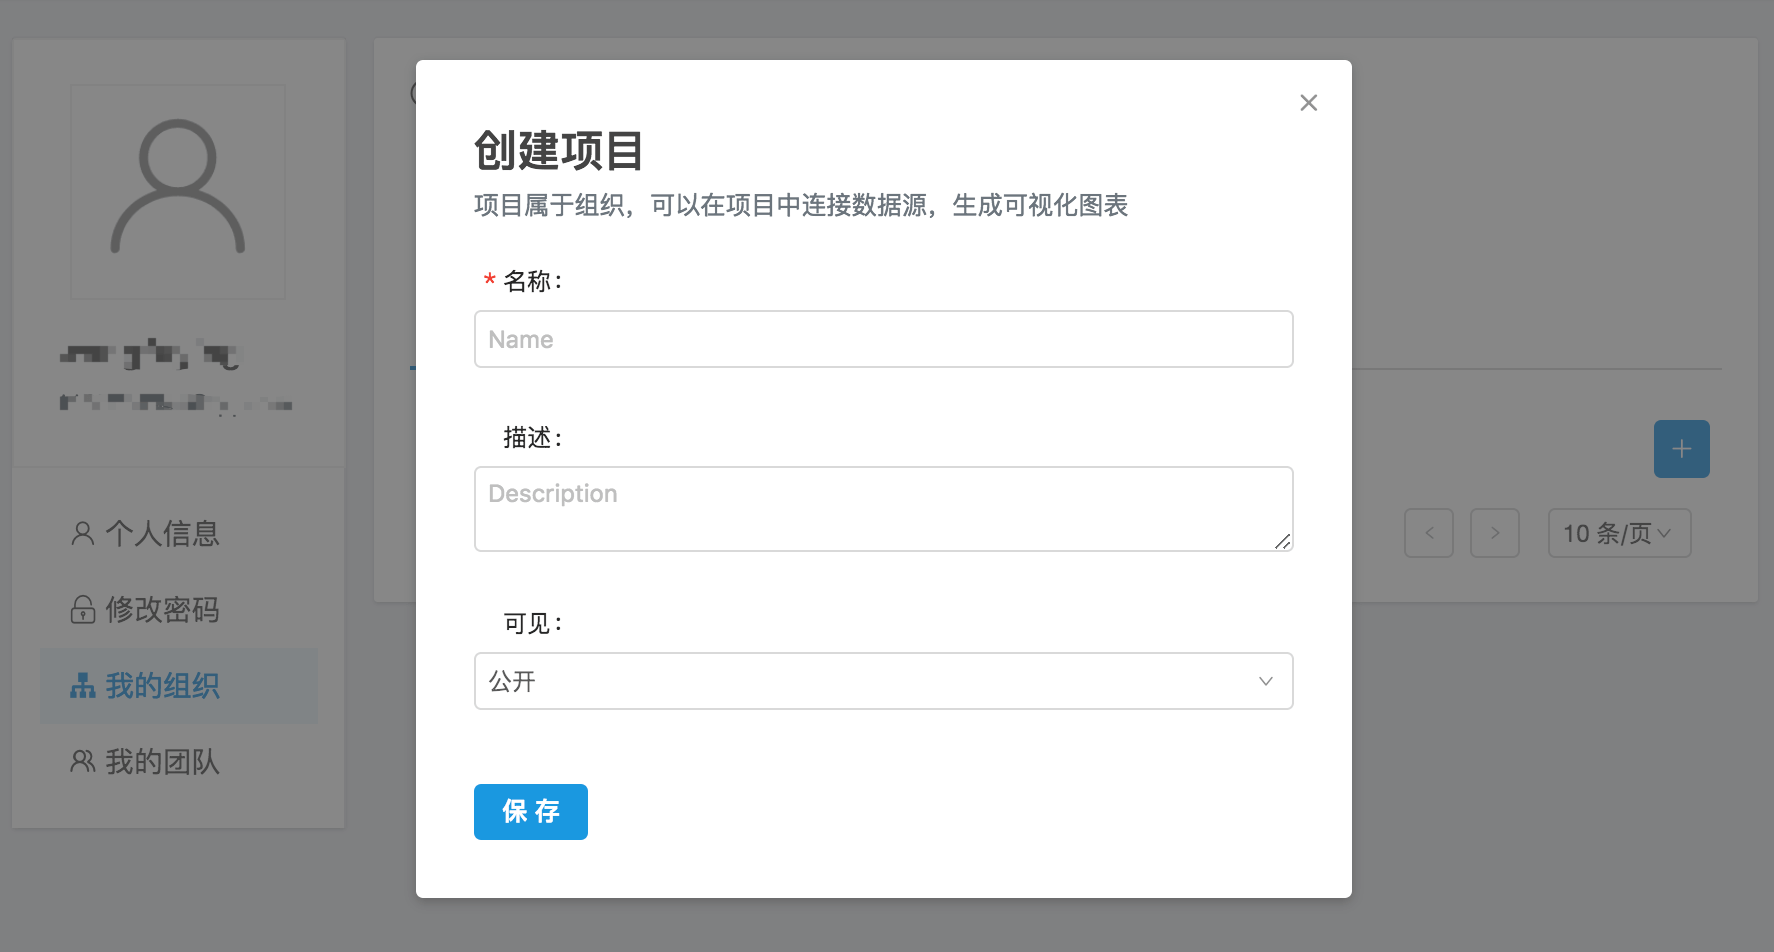 创建项目
项目属于组织，可以在项目中连接数据源，生成可视化图表
* 名称：
Name
描述：
Description
可见：
公开
保 存
个人信息
修改密码
我的组织
我的团队
10 条/页